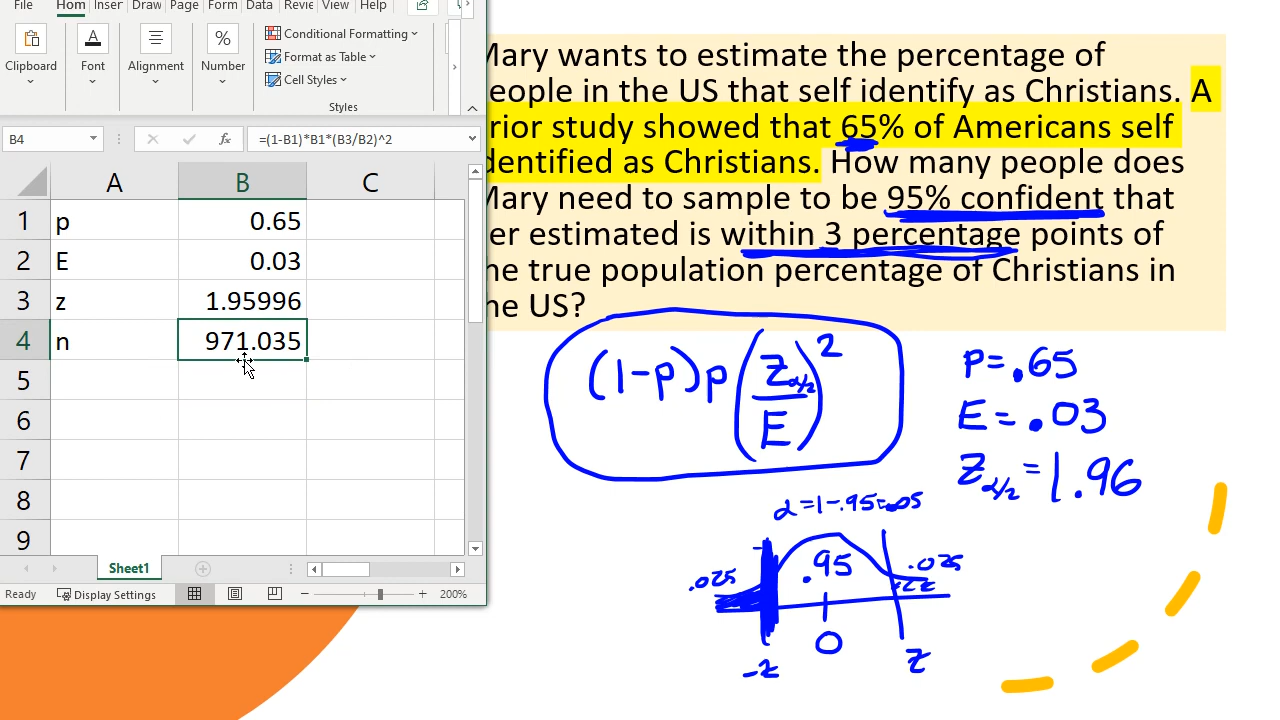 File Hom Inser Draw Page Form Data Revie View Help
Clipboard
Font
Alignment
%
Number
Conditional Formatting
Format as Table
Cell Styles
Styles
B4 fx =(1-B1)*B1*(B3/B2)^2
A B C
1 p 0.65
2 E 0.03
3 z 1.95996
4 n 971.035
5
6
7
8
9
Sheet1
Ready Display Settings 200%
Mary wants to estimate the percentage of
eople in the US that self identify as Christians. A
rior study showed that 65% of Americans self
dentified as Christians. How many people does
Mary need to sample to be 95% confident that
er estimated is within 3 percentage points of
he true population percentage of Christians in
he US?
(1-p)p(Zα/2/E)2
P=.65
E=.03
Zα/2=1.96
α=1-.95=.05
.025 .95 .025
0
-z z